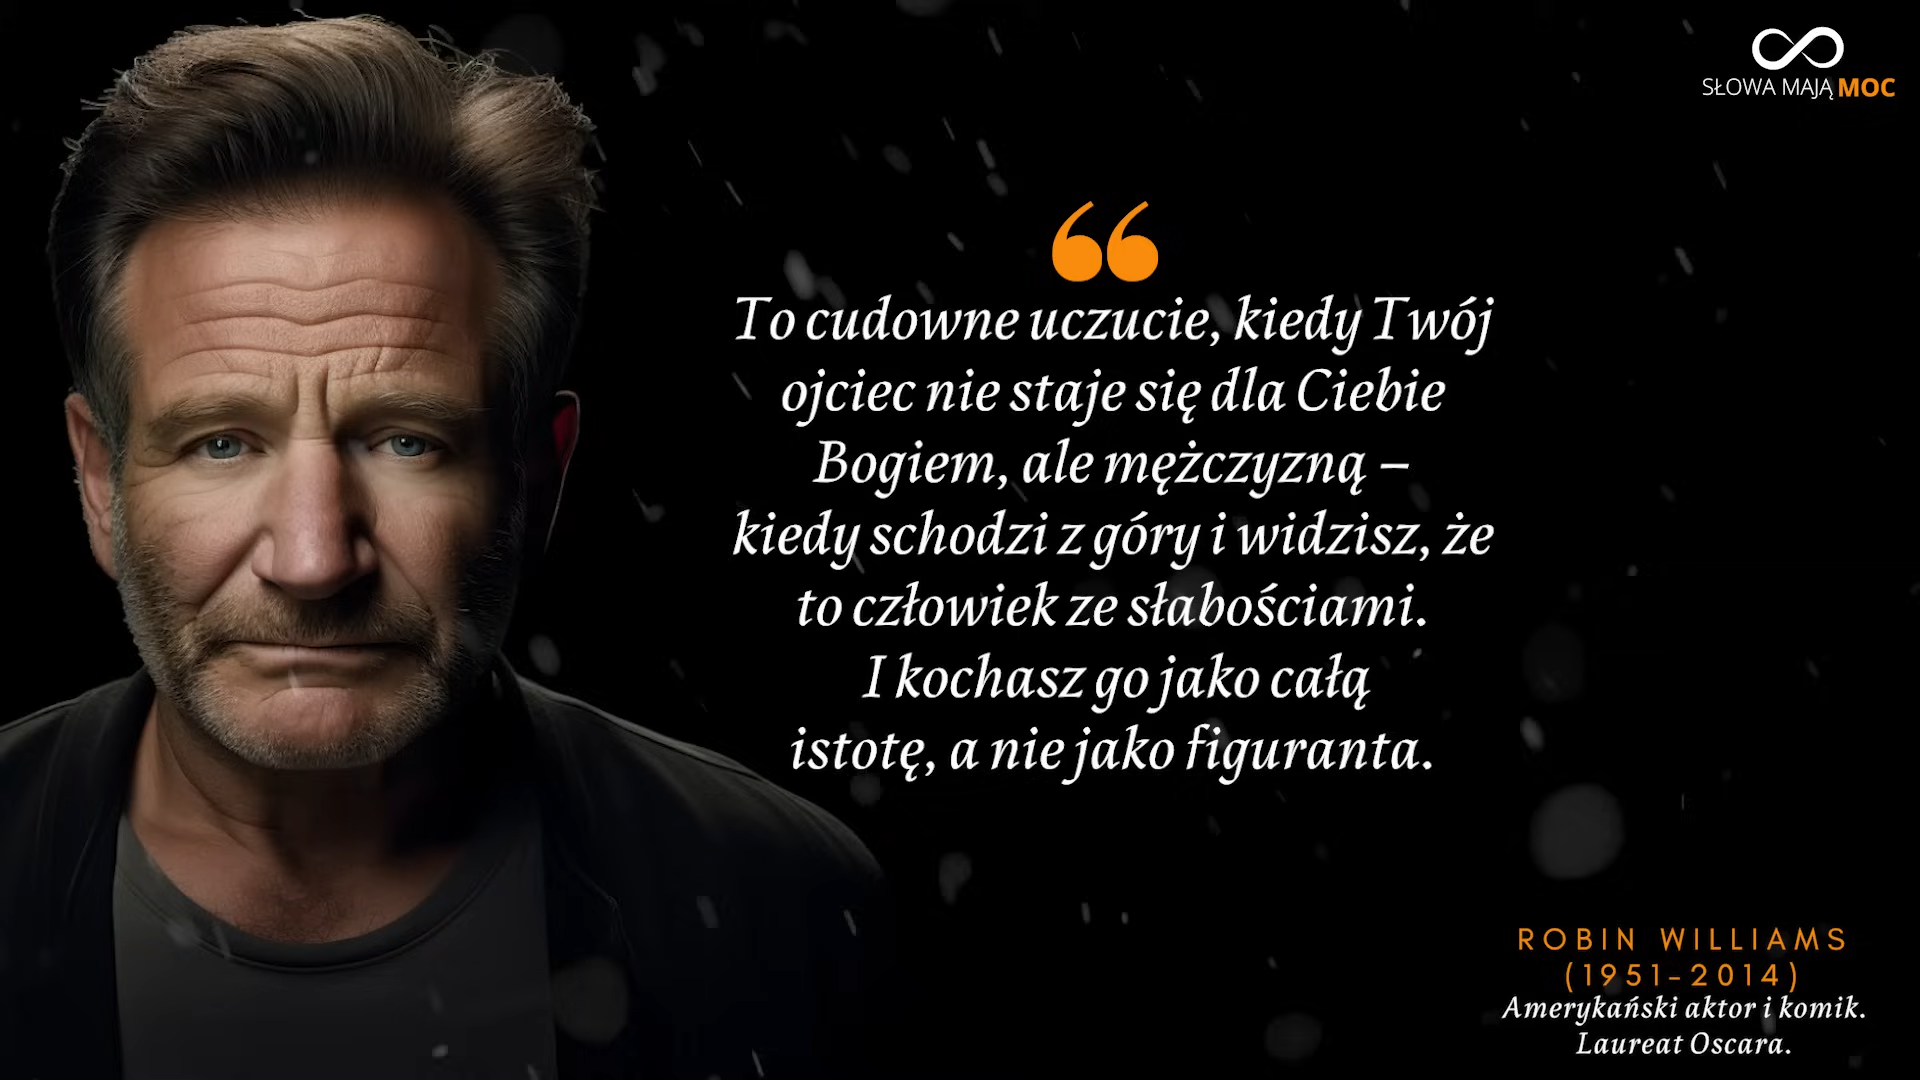 SŁOWA MAJĄ MOC
To cudowne uczucie, kiedy Twój
ojciec nie staje się dla Ciebie
Bogiem, ale mężczyzną –
kiedy schodzi z góry i widzisz, że
to człowiek ze słabościami.
I kochasz go jako całą
istotę, a nie jako figuranta.
ROBIN WILLIAMS
(1951-2014)
Amerykański aktor i komik.
Laureat Oscara.